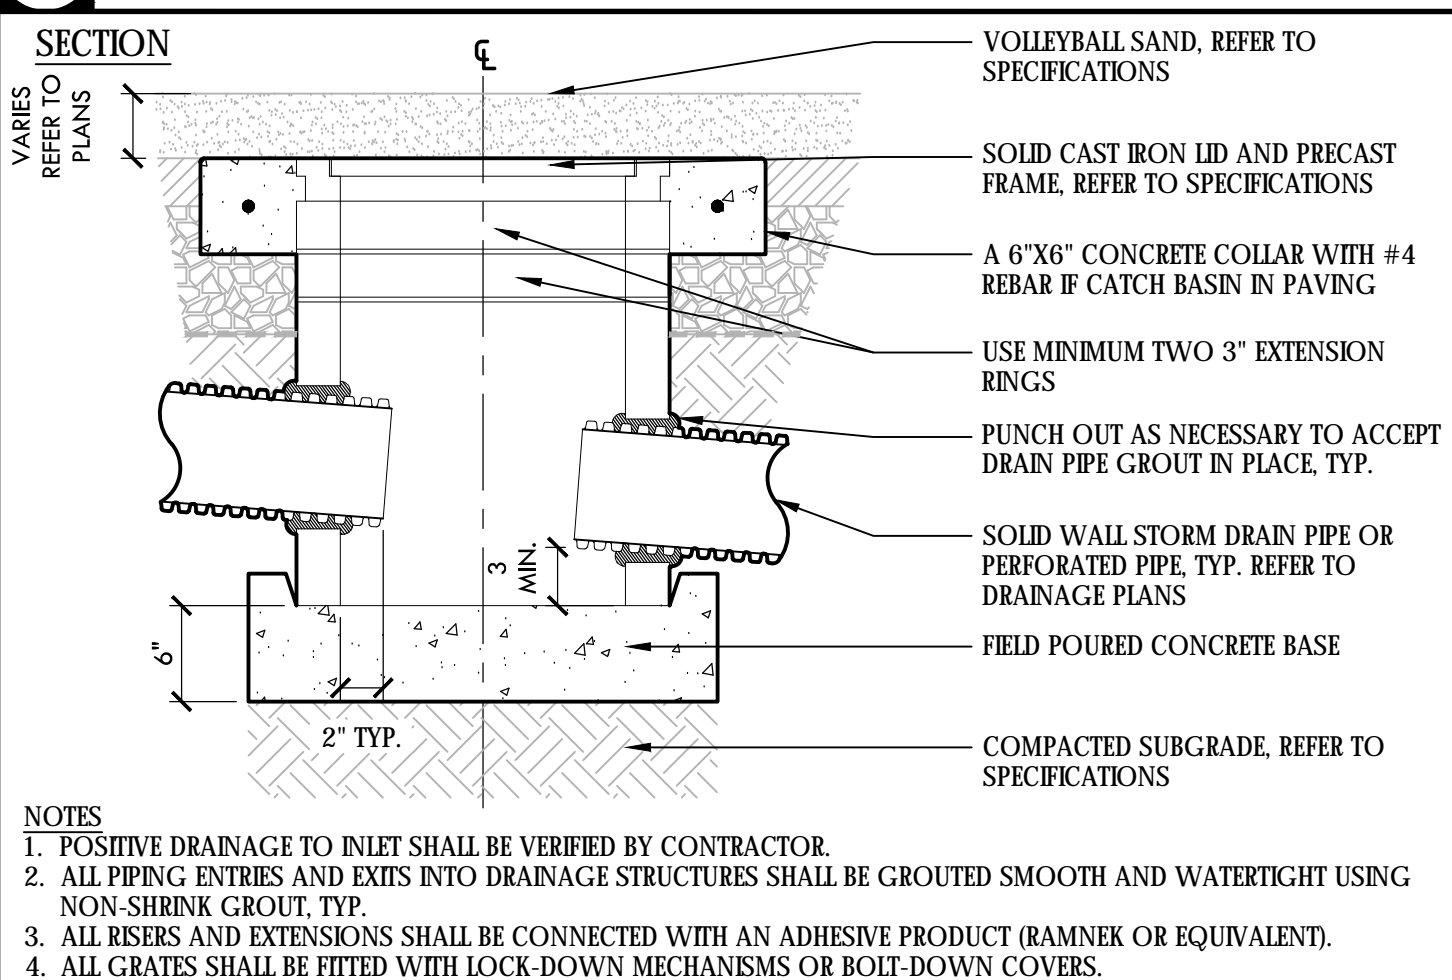 SECTION
℄
VARIES
REFER TO
PLANS
VOLLEYBALL SAND, REFER TO
SPECIFICATIONS
SOLID CAST IRON LID AND PRECAST
FRAME, REFER TO SPECIFICATIONS
A 6"X6" CONCRETE COLLAR WITH #4
REBAR IF CATCH BASIN IN PAVING
USE MINIMUM TWO 3" EXTENSION
RINGS
PUNCH OUT AS NECESSARY TO ACCEPT
DRAIN PIPE GROUT IN PLACE, TYP.
SOLID WALL STORM DRAIN PIPE OR
PERFORATED PIPE, TYP. REFER TO
DRAINAGE PLANS
3
MIN.
6"
FIELD POURED CONCRETE BASE
2" TYP.
COMPACTED SUBGRADE, REFER TO
SPECIFICATIONS
NOTES
1. POSITIVE DRAINAGE TO INLET SHALL BE VERIFIED BY CONTRACTOR.
2. ALL PIPING ENTRIES AND EXITS INTO DRAINAGE STRUCTURES SHALL BE GROUTED SMOOTH AND WATERTIGHT USING
NON-SHRINK GROUT, TYP.
3. ALL RISERS AND EXTENSIONS SHALL BE CONNECTED WITH AN ADHESIVE PRODUCT (RAMNEK OR EQUIVALENT).
4. ALL GRATES SHALL BE FITTED WITH LOCK-DOWN MECHANISMS OR BOLT-DOWN COVERS.